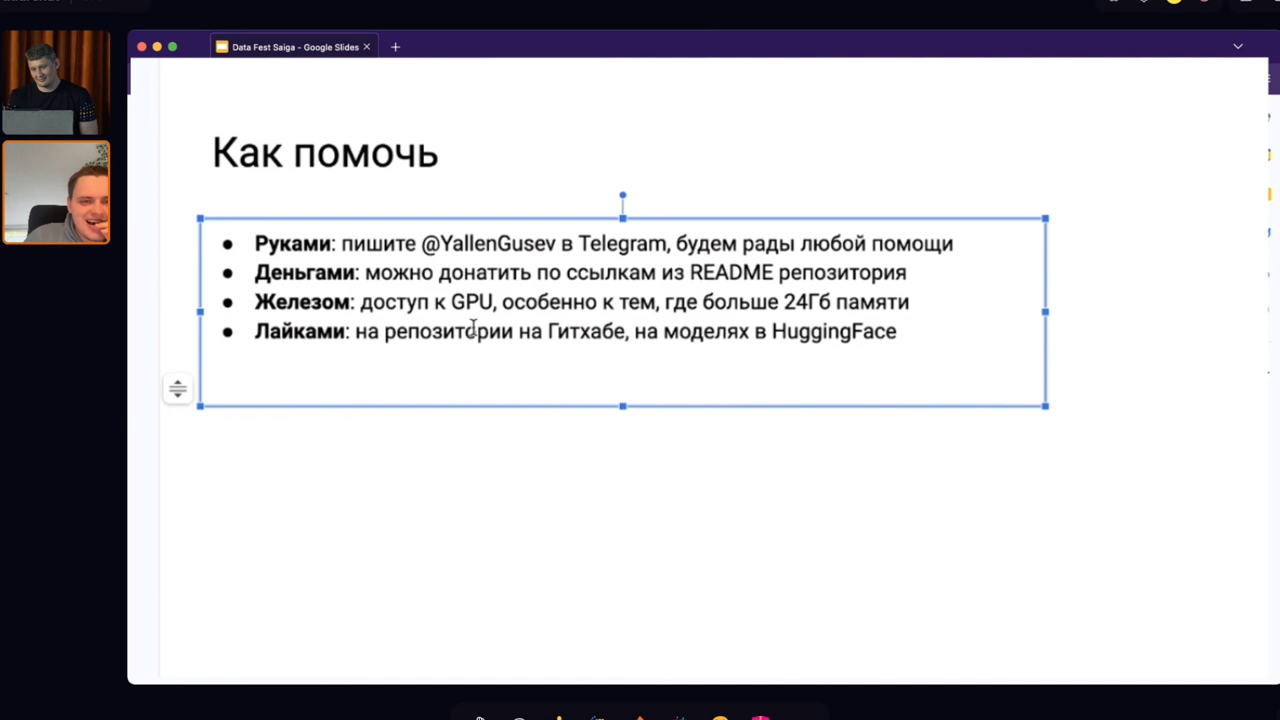 Data Fest Saiga - Google Slides
Как помочь
Руками: пишите @YallenGusev в Telegram, будем рады любой помощи
Деньгами: можно донатить по ссылкам из README репозитория
Железом: доступ к GPU, особенно к тем, где больше 24Гб памяти
Лайками: на репозитории на Гитхабе, на моделях в HuggingFace